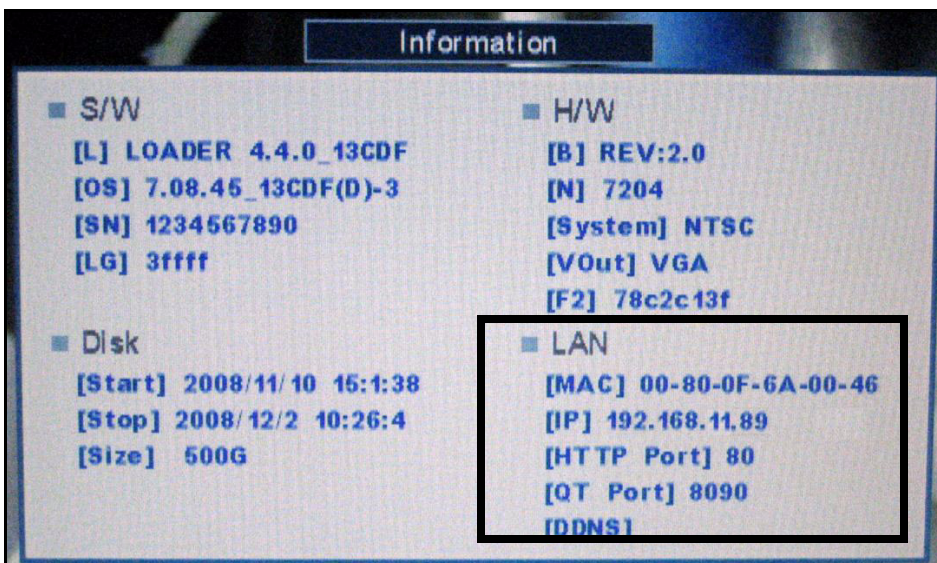 Information
S/W
[L] LOADER 4.4.0_13CDF
[OS] 7.08.45_13CDF(D)-3
[SN] 1234567890
[LG] 3ffff
H/W
[B] REV:2.0
[N] 7204
[System] NTSC
[VOut] VGA
[F2] 78c2c13f
Disk
[Start] 2008/11/10 15:1:38
[Stop] 2008/12/2 10:26:4
[Size] 500G
LAN
[MAC] 00-80-0F-6A-00-46
[IP] 192.168.11.89
[HTTP Port] 80
[QT Port] 8090
[DDNS]